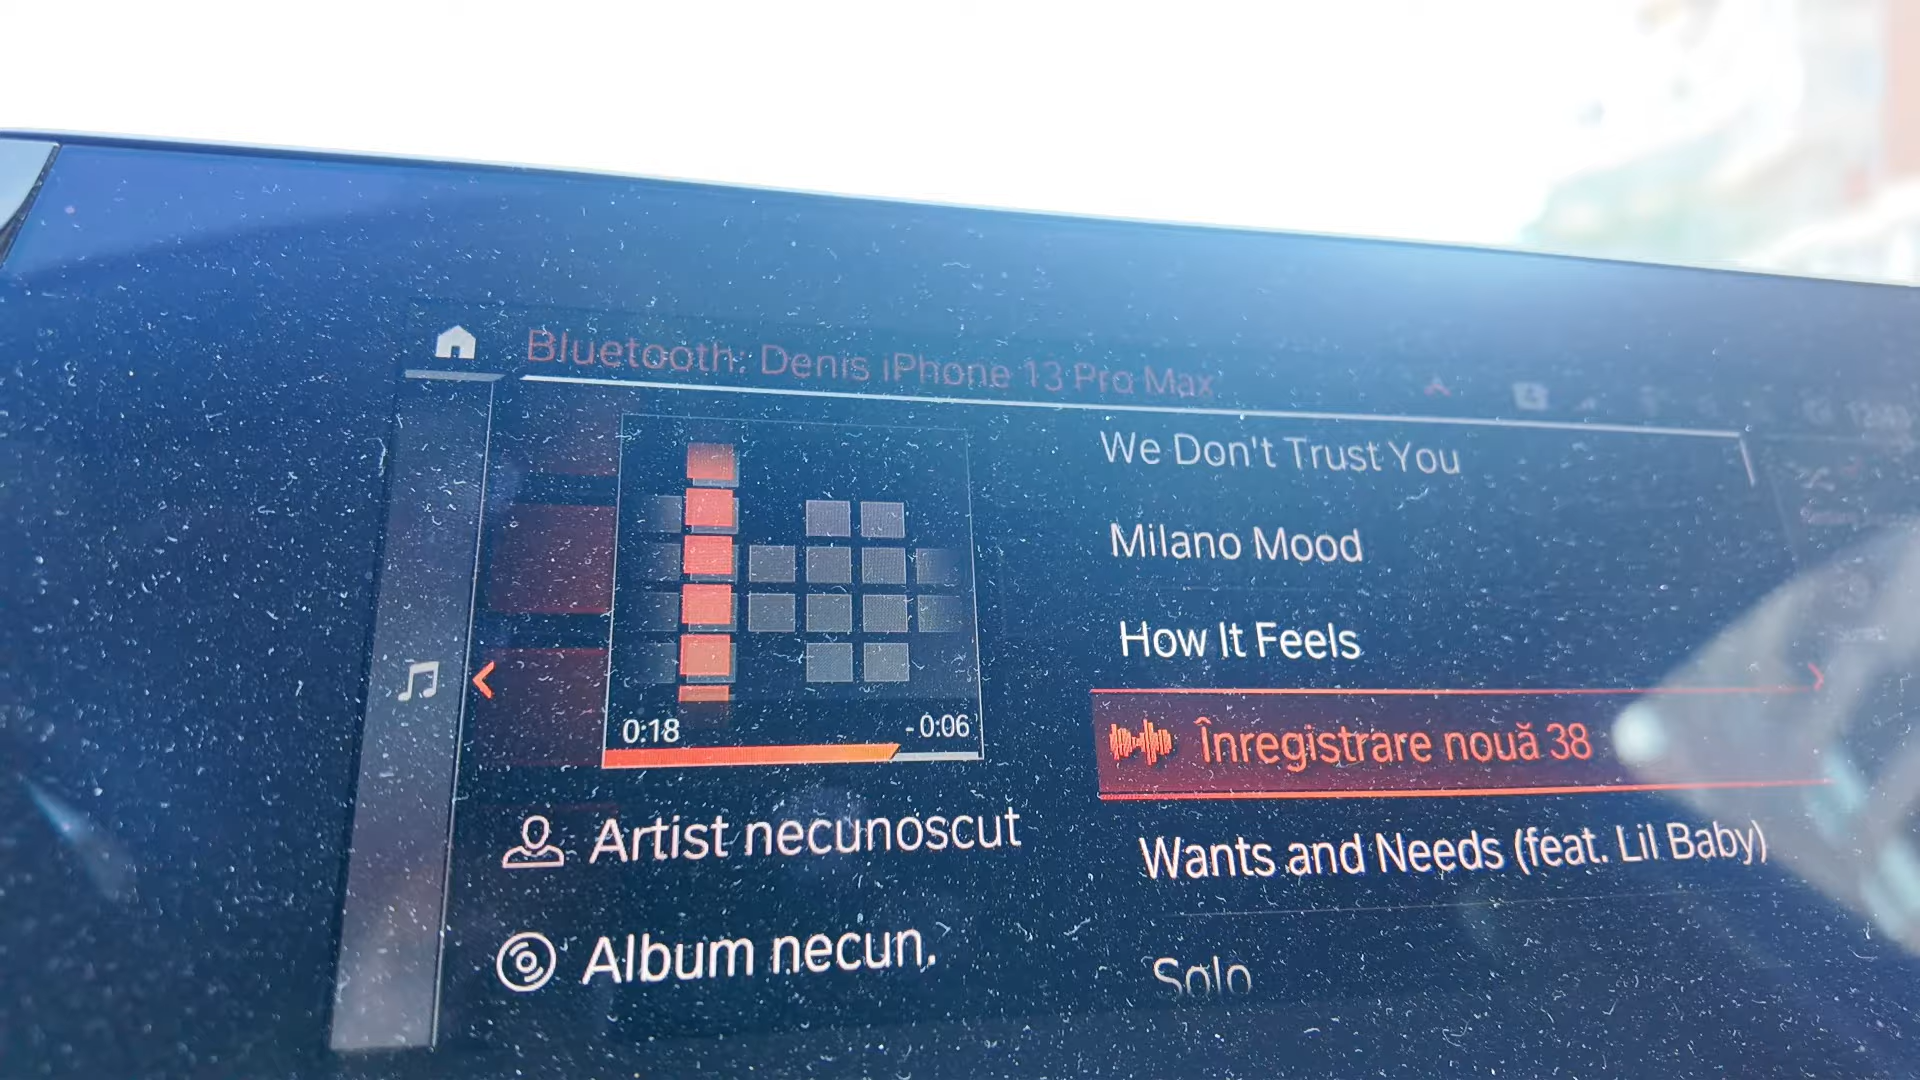 Bluetooth: Denis iPhone 13 Pro Max
We Don't Trust You
Milano Mood
How It Feels
0:18
- 0:06
Înregistrare nouă 38
Artist necunoscut
Wants and Needs (feat. Lil Baby)
Album necun.
Solo